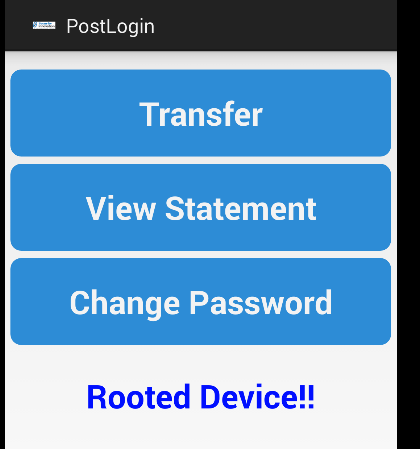 PostLogin
Transfer
View Statement
Change Password
Rooted Device!!